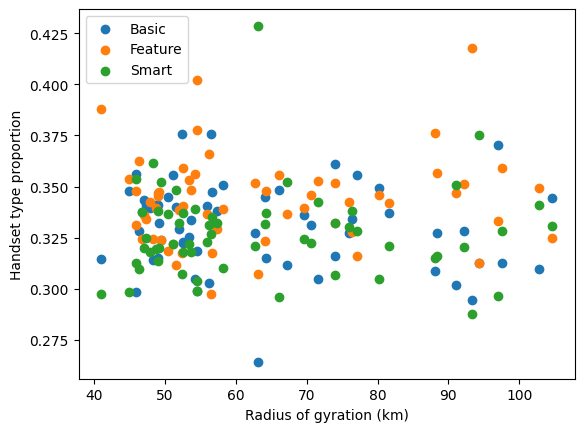 Basic
Feature
Smart
0.425
0.400
0.375
0.350
0.325
0.300
0.275
Handset type proportion
40 50 60 70 80 90 100
Radius of gyration (km)